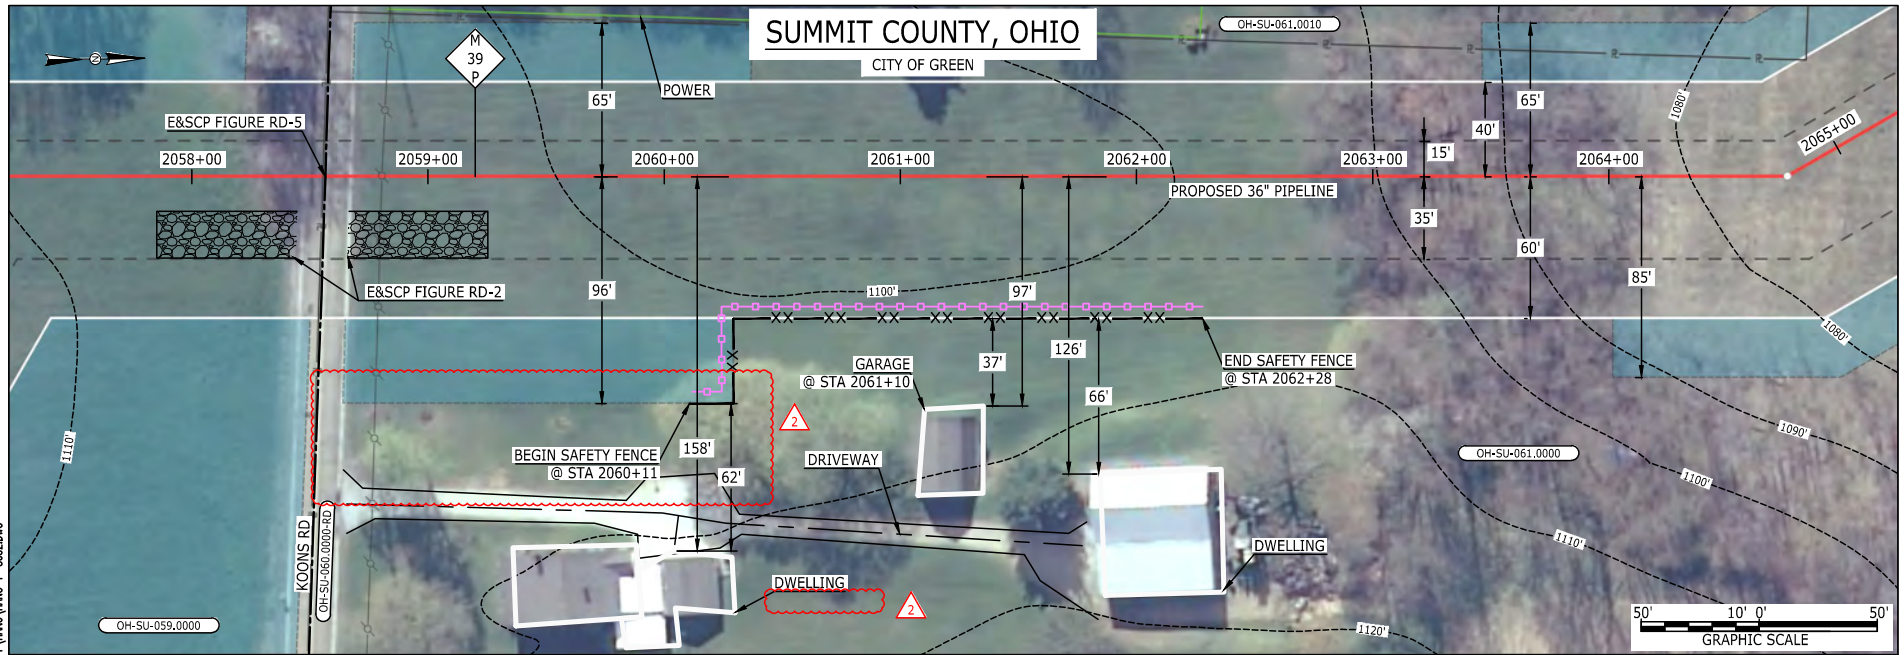 SUMMIT COUNTY, OHIO
CITY OF GREEN
OH-SU-061.0010
N
M
39
P
POWER
65'
65'
40'
15'
1080'
E&SCP FIGURE RD-5
2058+00
2059+00
2060+00
2061+00
2062+00
2063+00
2064+00
2065+00
PROPOSED 36" PIPELINE
35'
60'
85'
E&SCP FIGURE RD-2
96'
1100'
97'
1080'
GARAGE
@ STA 2061+10
37'
126'
66'
END SAFETY FENCE
@ STA 2062+28
1110'
BEGIN SAFETY FENCE
@ STA 2060+11
158'
62'
2
DRIVEWAY
1090'
OH-SU-061.0000
1100'
1110'
KOONS RD
OH-SU-060.0000-RD
DWELLING
DWELLING
2
OH-SU-059.0000
1120'
50' 10' 0' 50'
GRAPHIC SCALE